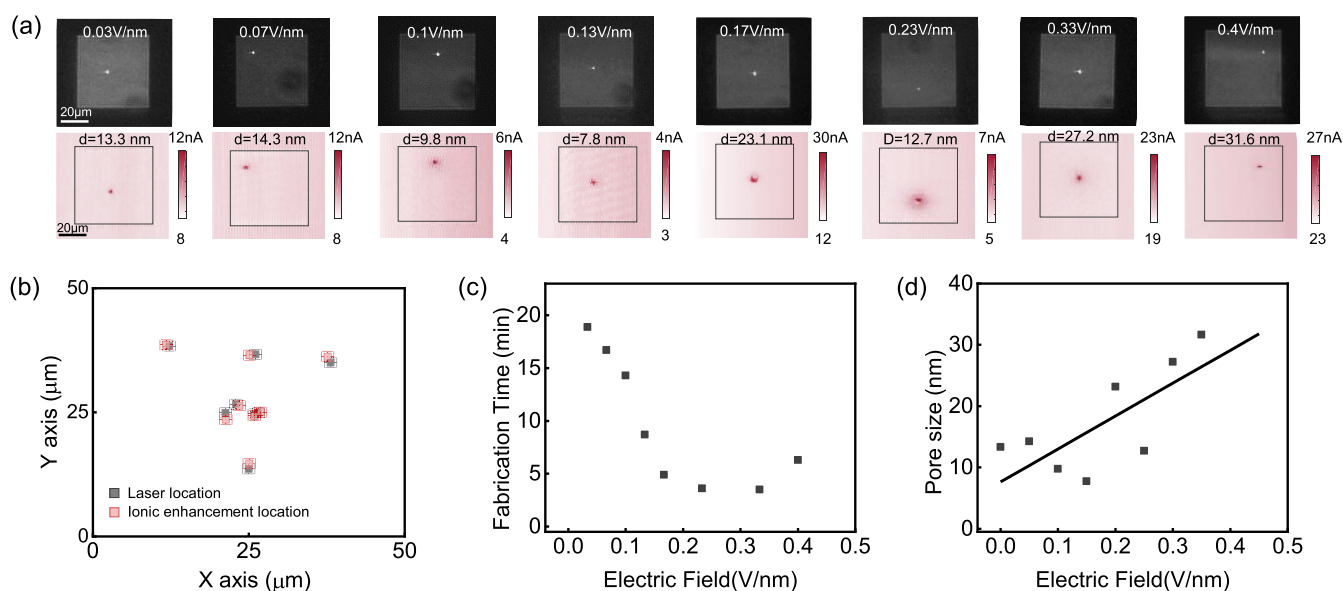 (a)
0.03V/nm 0.07V/nm 0.1V/nm 0.13V/nm 0.17V/nm 0.23V/nm 0.33V/nm 0.4V/nm
20μm
d=13.3 nm 12nA d=14.3 nm 12nA d=9.8 nm 6nA d=7.8 nm 4nA d=23.1 nm 30nA D=12.7 nm 7nA d=27.2 nm 23nA d=31.6 nm 27nA
20μm 8 8 4 3 12 5 19 23
(b)
50
25
0
Y axis (μm)
Laser location
Ionic enhancement location
0 25 50
X axis (μm)
(c)
20
15
10
5
0
Fabrication Time (min)
0.0 0.1 0.2 0.3 0.4 0.5
Electric Field(V/nm)
(d)
40
30
20
10
0
Pore size (nm)
0.0 0.1 0.2 0.3 0.4 0.5
Electric Field(V/nm)